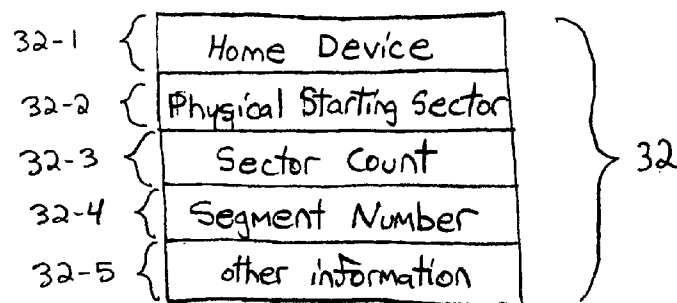 32-1 { Home Device
32-2 { Physical Starting Sector
32-3 { Sector Count } 32
32-4 { Segment Number
32-5 { other information